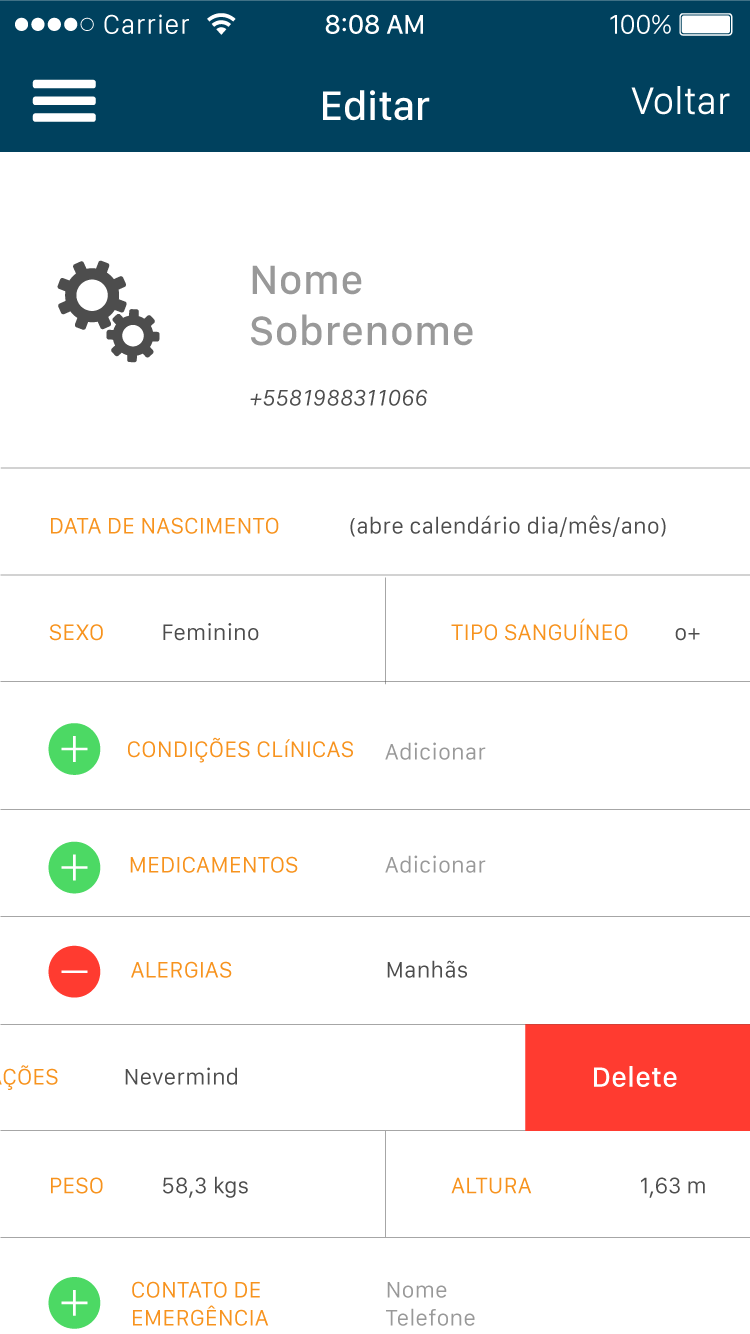 Carrier 8:08 AM 100%
Editar
Voltar
Nome
Sobrenome
+5581988311066
DATA DE NASCIMENTO (abre calendário dia/mês/ano)
SEXO Feminino TIPO SANGUÍNEO o+
CONDIÇÕES CLíNICAS Adicionar
MEDICAMENTOS Adicionar
ALERGIAS Manhãs
AÇÕES Nevermind Delete
PESO 58,3 kgs ALTURA 1,63 m
CONTATO DE Nome
EMERGÊNCIA Telefone